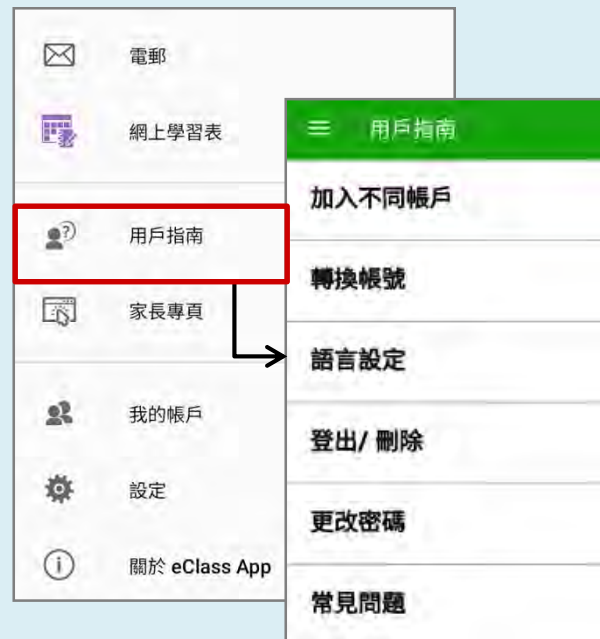 電郵
網上學習表
用戶指南
家長專頁
我的帳戶
設定
關於 eClass App
用戶指南
加入不同帳戶
轉換帳號
語言設定
登出/ 刪除
更改密碼
常見問題